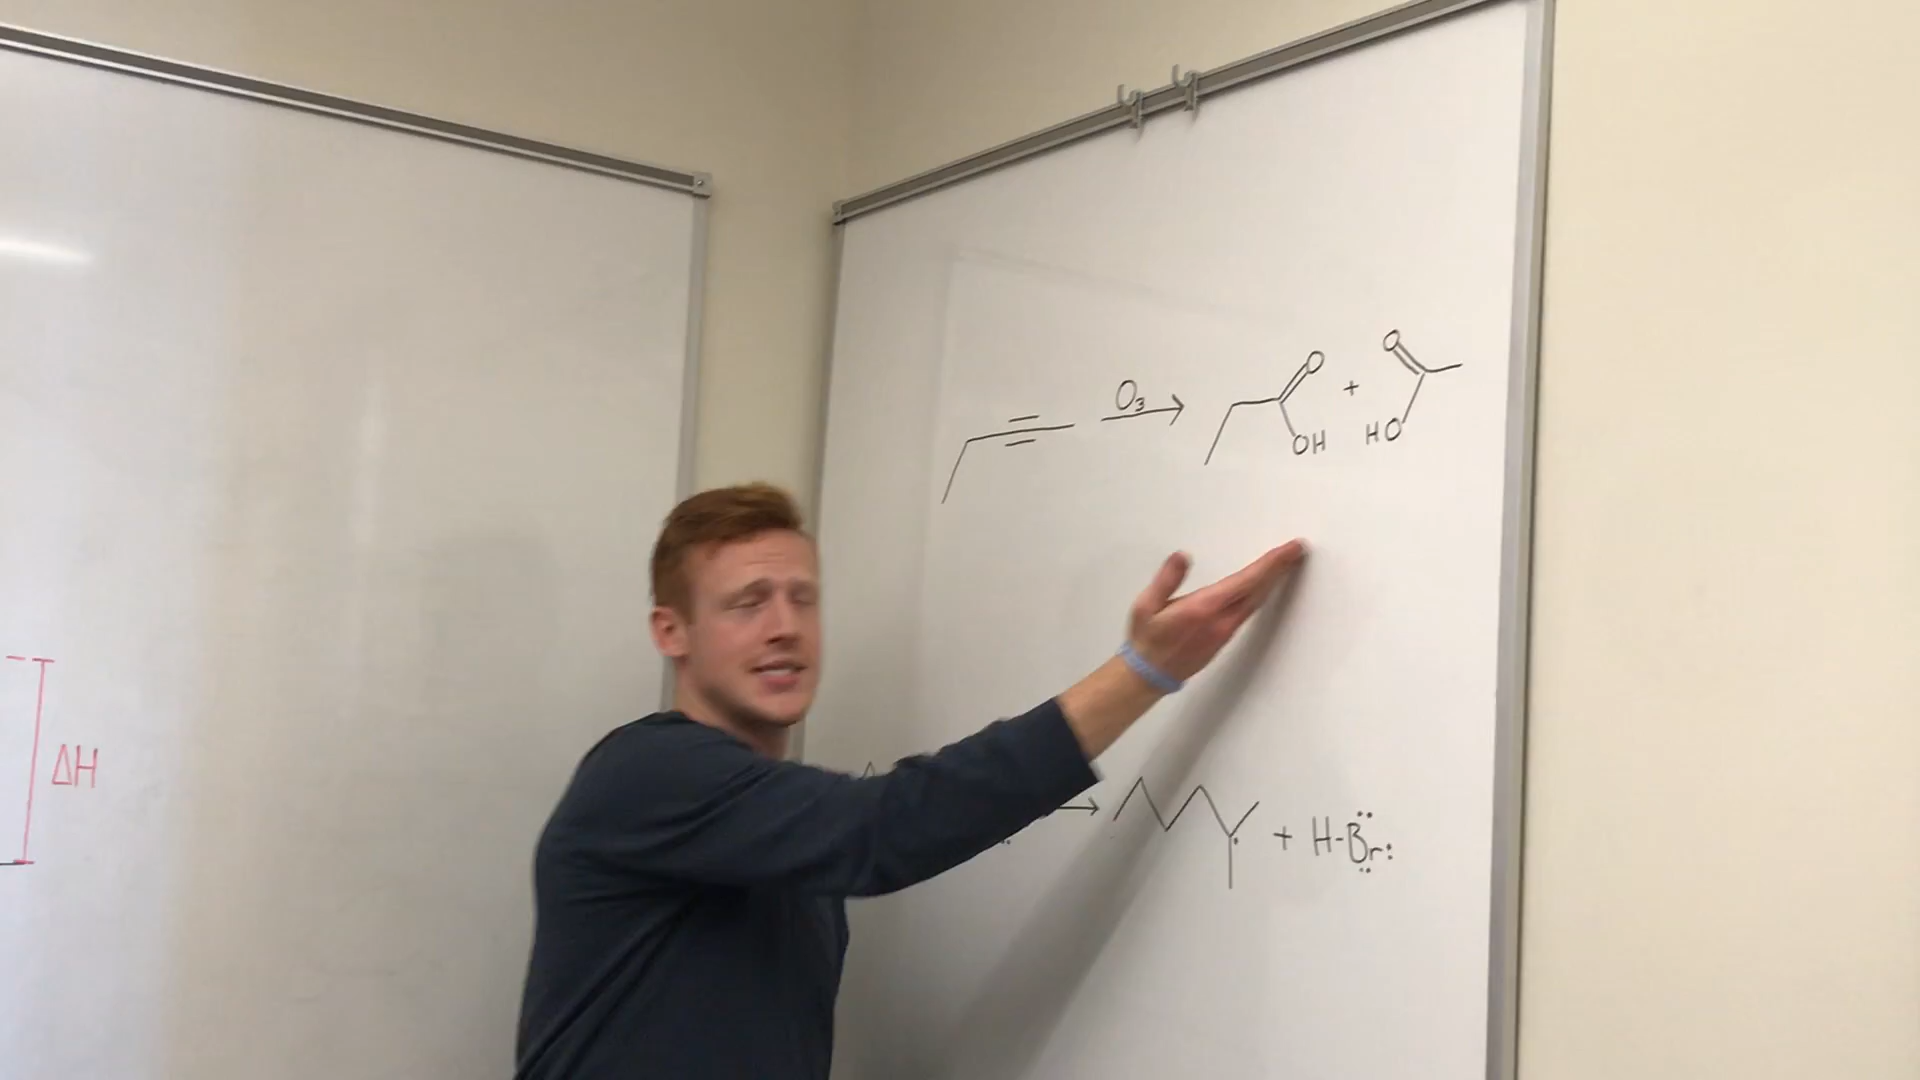 ΔH
O₃
O + O
OH HO
+ H-Br: